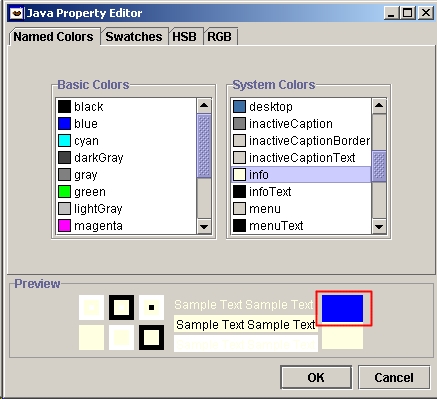 Java Property Editor
Named Colors Swatches HSB RGB
Basic Colors
black
blue
cyan
darkGray
gray
green
lightGray
magenta
System Colors
desktop
inactiveCaption
inactiveCaptionBorder
inactiveCaptionText
info
infoText
menu
menuText
Preview
Sample Text Sample Text
Sample Text Sample Text
OK Cancel